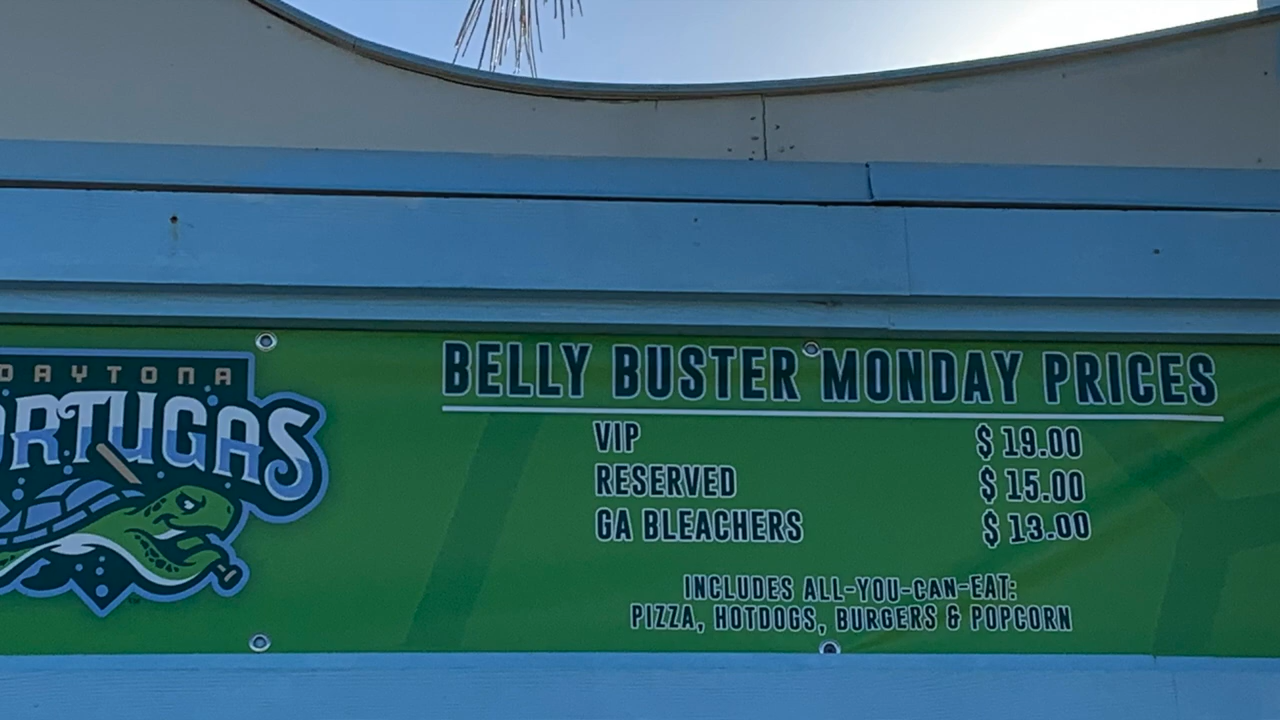 DAYTONA
BELLY BUSTER MONDAY PRICES
VIP $ 19.00
RESERVED $ 15.00
GA BLEACHERS $ 13.00
INCLUDES ALL-YOU-CAN-EAT:
PIZZA, HOTDOGS, BURGERS & POPCORN